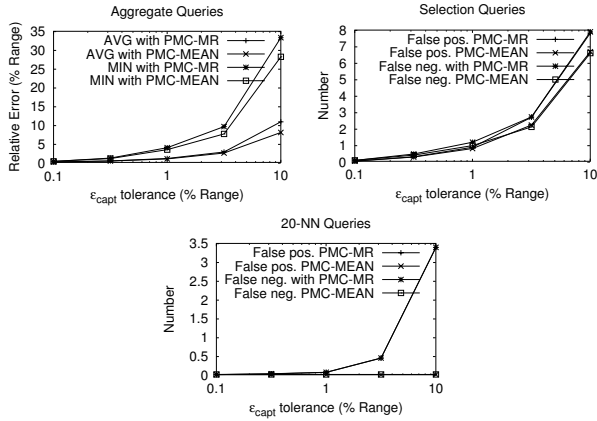 Aggregate Queries
Relative Error (% Range)
35
30
25
20
15
10
5
0
AVG with PMC-MR
AVG with PMC-MEAN
MIN with PMC-MR
MIN with PMC-MEAN
0.1
1
10
εcapt tolerance (% Range)
Selection Queries
Number
8
7
6
5
4
3
2
1
0
False pos. PMC-MR
False pos. PMC-MEAN
False neg. with PMC-MR
False neg. PMC-MEAN
0.1
1
10
εcapt tolerance (% Range)
20-NN Queries
Number
3.5
3
2.5
2
1.5
1
0.5
0
False pos. PMC-MR
False pos. PMC-MEAN
False neg. with PMC-MR
False neg. PMC-MEAN
0.1
1
10
εcapt tolerance (% Range)